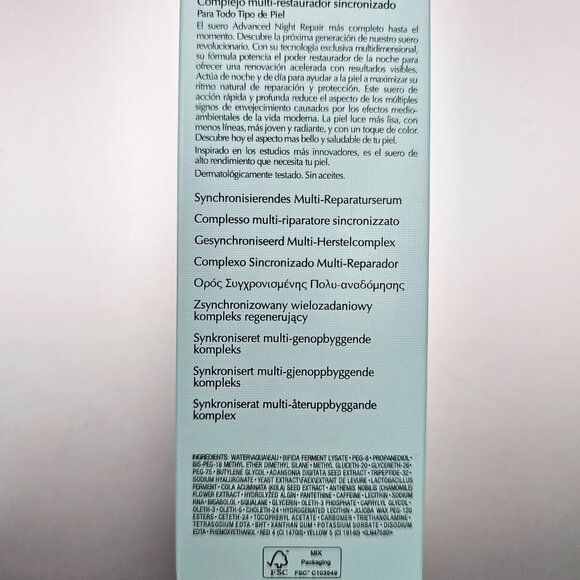 Complejo multi-restaurador sincronizado
Para Todo Tipo de Piel
El suero Advanced Night Repair más completo hasta el
momento. Descubre la próxima generación de nuestro suero
revolucionario. Con su tecnología exclusiva multidimensional,
su fórmula potencia el poder restaurador de la noche para
ofrecer una renovación acelerada con resultados visibles.
Actúa de noche y de día para ayudar a la piel a maximizar su
ritmo natural de reparación y protección. Este suero de
acción rápida y profunda reduce el aspecto de los múltiples
signos de envejecimiento causados por los efectos medio-
ambientales de la vida moderna. La piel luce más lisa, con
menos líneas, más joven y radiante, y con un toque de color.
Descubre hoy el aspecto mas bello y saludable de tu piel.
Inspirado en los estudios más innovadores, es el suero de
alto rendimiento que necesita tu piel.
Dermatológicamente testado. Sin aceites.
Synchronisierendes Multi-Reparaturserum
Complesso multi-riparatore sincronizzato
Gesynchroniseerd Multi-Herstelcomplex
Complexo Sincronizado Multi-Reparador
Ορός Συγχρονισμένης Πολυ-αναδόμησης
Zsynchronizowany wielozadaniowy
kompleks regenerujący
Synkroniseret multi-genopbyggende
kompleks
Synkronisert multi-gjenoppbyggende
kompleks
Synkroniserat multi-återuppbyggande
komplex
INGREDIENTS: WATER\AQUA\EAU • BIFIDA FERMENT LYSATE • PEG-8 • PROPANEDIOL •
BIS-PEG-18 METHYL ETHER DIMETHYL SILANE • METHYL GLUCETH-20 • GLYCERETH-26 •
PEG-75 • BUTYLENE GLYCOL • ADANSONIA DIGITATA SEED EXTRACT • TRIPEPTIDE-32 •
SODIUM HYALURONATE • YEAST EXTRACT\FAEX\EXTRAIT DE LEVURE • LACTOBACILLUS
FERMENT • COLA ACUMINATA (KOLA) SEED EXTRACT • ANTHEMIS NOBILIS (CHAMOMILE)
FLOWER EXTRACT • HYDROLYZED ALGIN • PANTETHINE • CAFFEINE • LECITHIN • SODIUM
RNA • BISABOLOL • SQUALANE • GLYCERIN • OLETH-3 PHOSPHATE • CAPRYLYL GLYCOL •
OLETH-3 • OLETH-5 • CHOLETH-24 • HYDROGENATED LECITHIN • JOJOBA WAX PEG-120
ESTERS • CETETH-24 • TOCOPHERYL ACETATE • CARBOMER • TRIETHANOLAMINE •
TETRASODIUM EDTA • BHT • XANTHAN GUM • POTASSIUM SORBATE • DISODIUM
EDTA • PHENOXYETHANOL • RED 4 (CI 14700) • YELLOW 5 (CI 19140) <ILN47580>
FSC
MIX
Packaging
FSC™ C103549